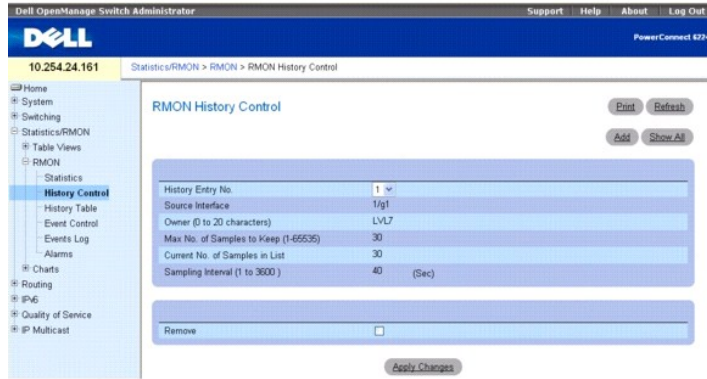 Dell OpenManage Switch Administrator
Support Help About Log Out
DELL
PowerConnect 6224
10.254.24.161
Statistics/RMON > RMON > RMON History Control
Home
System
Switching
Statistics/RMON
Table Views
RMON
Statistics
History Control
History Table
Event Control
Events Log
Alarms
Charts
Routing
IPv6
Quality of Service
IP Multicast
RMON History Control
Print Refresh
Add Show All
History Entry No. 1
Source Interface 1/g1
Owner (0 to 20 characters) LVL7
Max No. of Samples to Keep (1-65535) 30
Current No. of Samples in List 30
Sampling Interval (1 to 3600 ) 40 (Sec)
Remove
Apply Changes